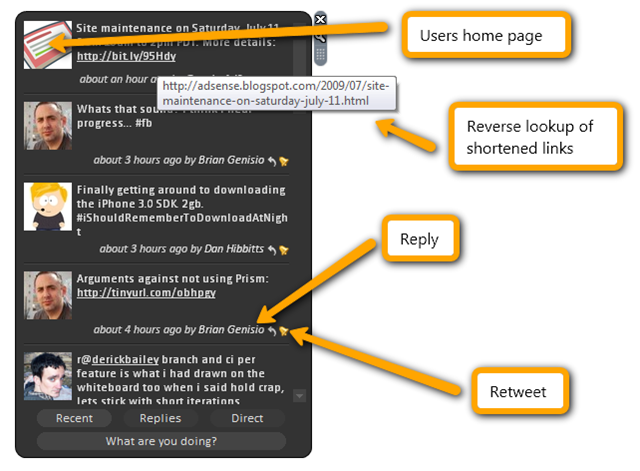 Site maintenance on Saturday, July 11
to 2pm PDT. More details:
http://bit.ly/95Hdy
about an hour ago
http://adsense.blogspot.com/2009/07/site-
maintenance-on-saturday-july-11.html
Whats that sound? I think I hear
progress... #fb
about 3 hours ago by Brian Genisio
Finally getting around to downloading
the iPhone 3.0 SDK. 2gb.
#iShouldRememberToDownloadAtNigh
t
about 3 hours ago by Dan Hibbitts
Arguments against not using Prism:
http://tinyurl.com/obhpgy
about 4 hours ago by Brian Genisio
r@derickbailey branch and ci per
feature is what i had drawn on the
whiteboard too when i said hold crap,
lets stick with short iterations
Recent
Replies
Direct
What are you doing?
Users home page
Reverse lookup of
shortened links
Reply
Retweet